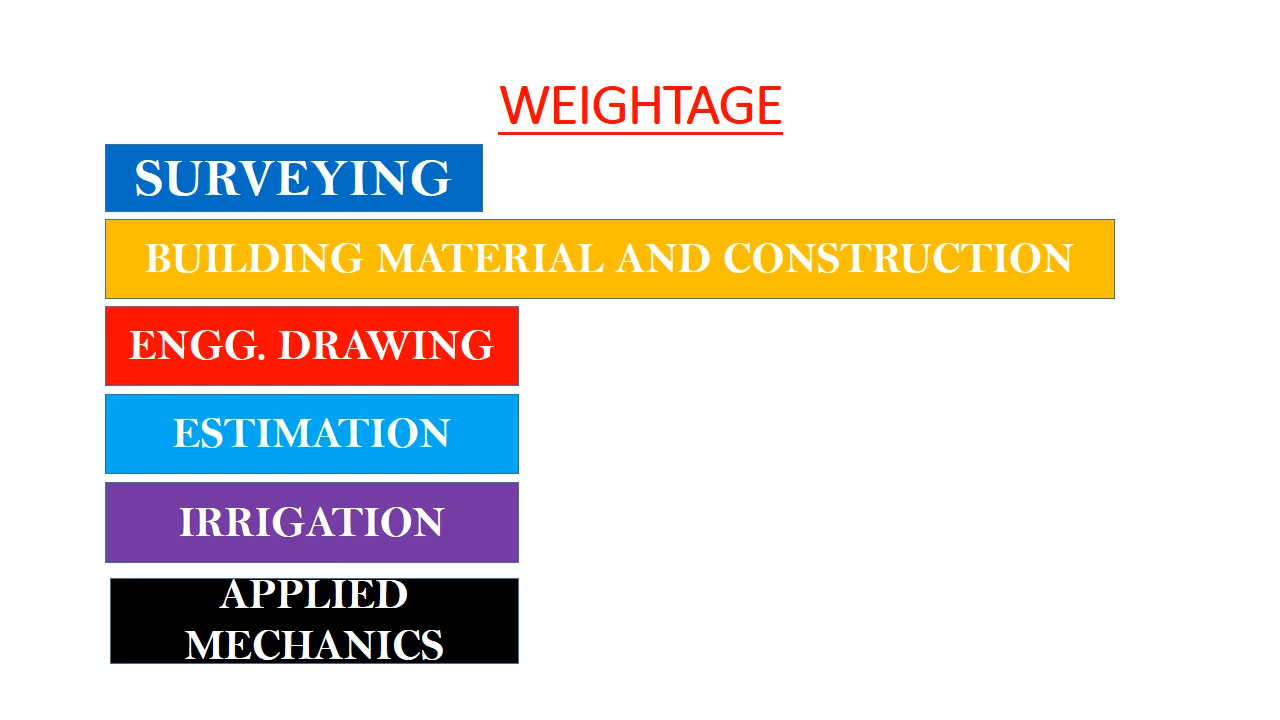 WEIGHTAGE
SURVEYING
BUILDING MATERIAL AND CONSTRUCTION
ENGG. DRAWING
ESTIMATION
IRRIGATION
APPLIED
MECHANICS